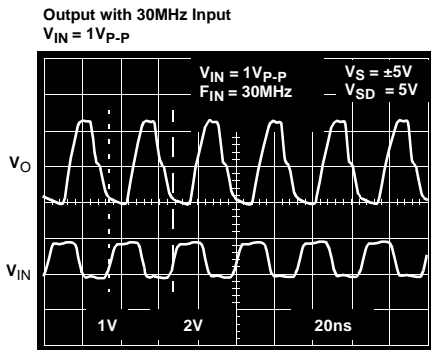 Output with 30MHz Input
VIN = 1VP-P
VIN = 1VP-P
FIN = 30MHz
VS = ±5V
VSD = 5V
VO
VIN
1V 2V 20ns